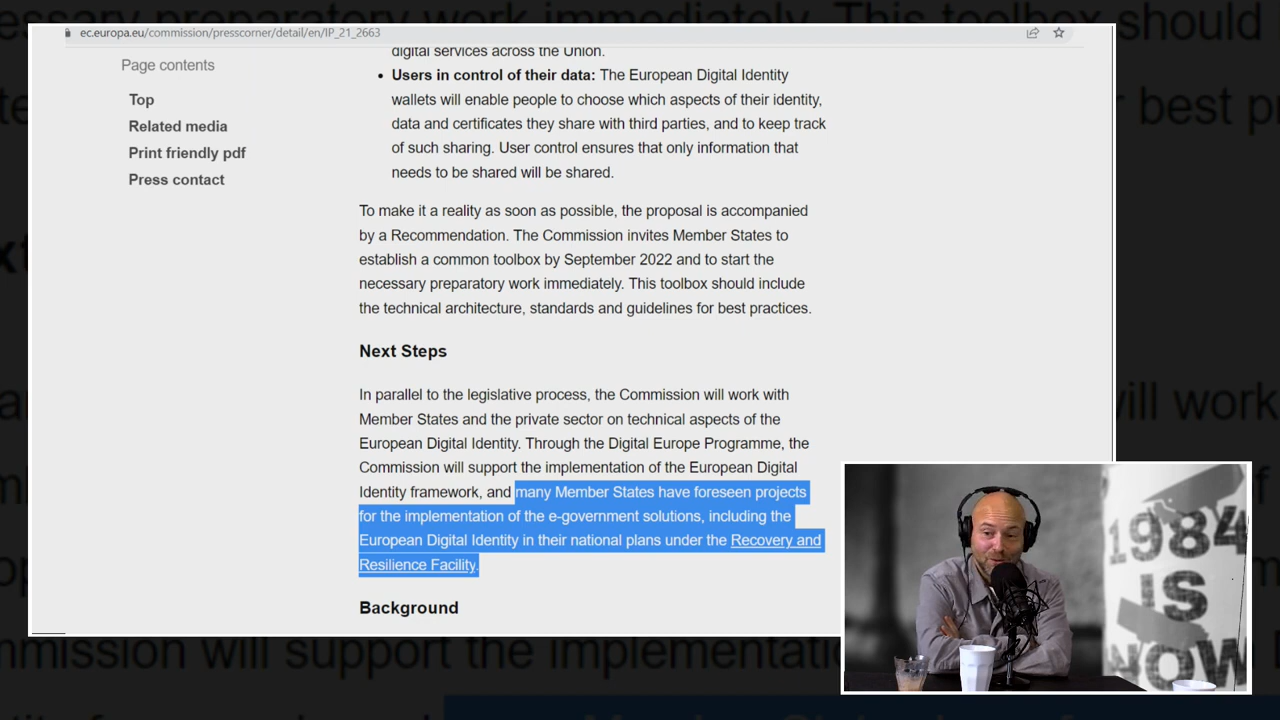 ec.europa.eu/commission/presscorner/detail/en/IP_21_2663
Page contents
Top
Related media
Print friendly pdf
Press contact
digital services across the Union.
• Users in control of their data: The European Digital Identity
wallets will enable people to choose which aspects of their identity,
data and certificates they share with third parties, and to keep track
of such sharing. User control ensures that only information that
needs to be shared will be shared.
To make it a reality as soon as possible, the proposal is accompanied
by a Recommendation. The Commission invites Member States to
establish a common toolbox by September 2022 and to start the
necessary preparatory work immediately. This toolbox should include
the technical architecture, standards and guidelines for best practices.
Next Steps
In parallel to the legislative process, the Commission will work with
Member States and the private sector on technical aspects of the
European Digital Identity. Through the Digital Europe Programme, the
Commission will support the implementation of the European Digital
Identity framework, and many Member States have foreseen projects
for the implementation of the e-government solutions, including the
European Digital Identity in their national plans under the Recovery and
Resilience Facility.
Background
1984
IS
NOW